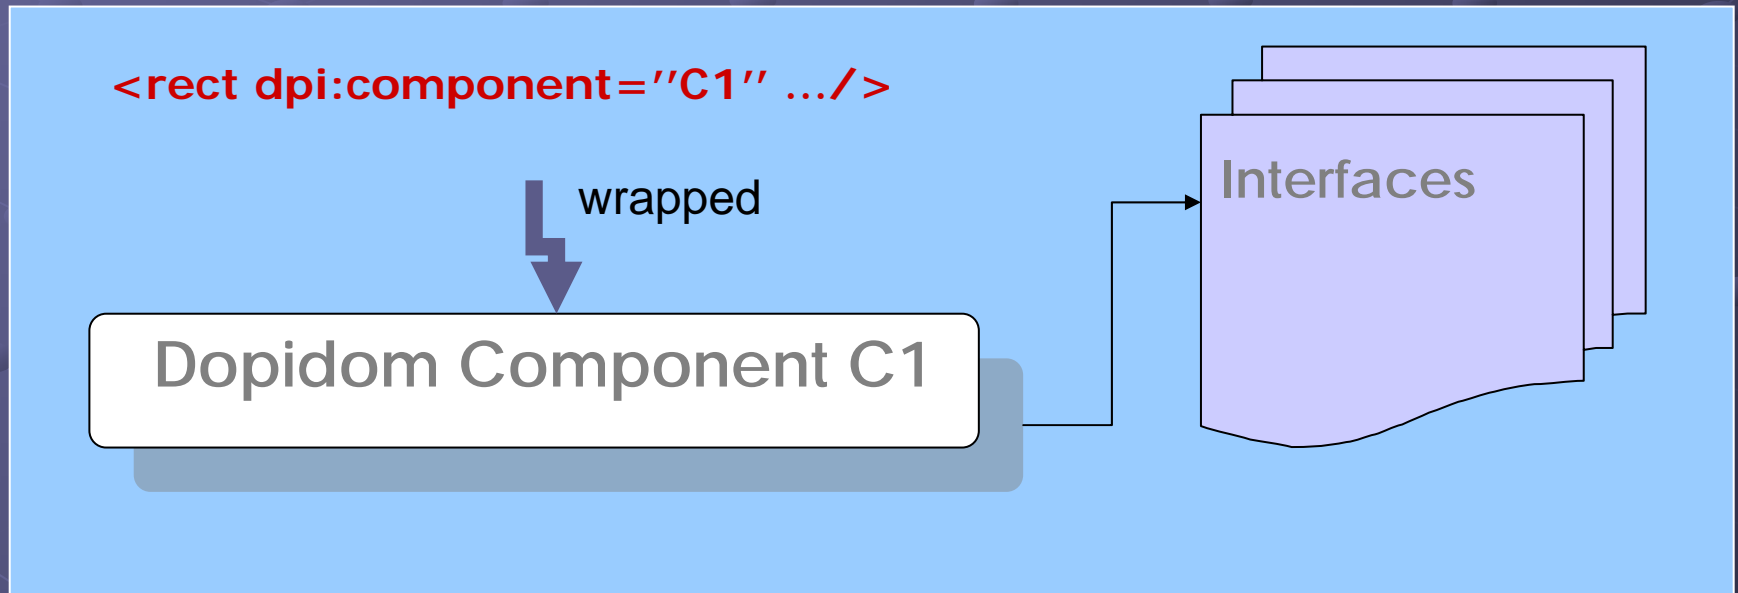 <rect dpi:component=’’C1’’ .../>
wrapped
Interfaces
Dopidom Component C1